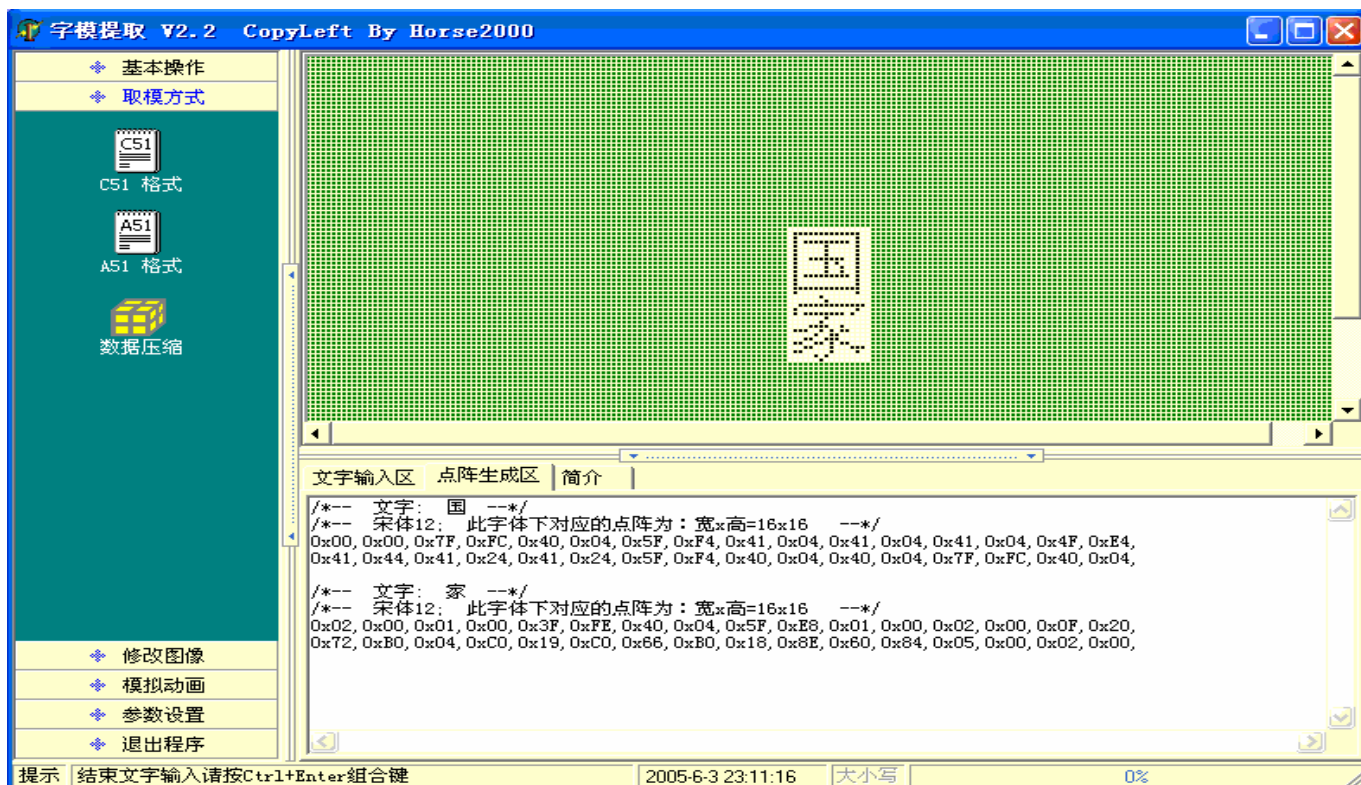 字模提取 V2.2 CopyLeft By Horse2000
基本操作
取模方式
C51
C51 格式
A51
A51 格式
数据压缩
修改图像
模拟动画
参数设置
退出程序
国
家
文字输入区 点阵生成区 简介
/*-- 文字: 国 --*/
/*-- 宋体12; 此字体下对应的点阵为：宽x高=16x16 --*/
0x00,0x00,0x7F,0xFC,0x40,0x04,0x5F,0xF4,0x41,0x04,0x41,0x04,0x41,0x04,0x4F,0xE4,
0x41,0x44,0x41,0x24,0x41,0x24,0x5F,0xF4,0x40,0x04,0x40,0x04,0x7F,0xFC,0x40,0x04,
/*-- 文字: 家 --*/
/*-- 宋体12; 此字体下对应的点阵为：宽x高=16x16 --*/
0x02,0x00,0x01,0x00,0x3F,0xFE,0x40,0x04,0x5F,0xE8,0x01,0x00,0x02,0x00,0x0F,0x20,
0x72,0xB0,0x04,0xC0,0x19,0xC0,0x66,0xB0,0x18,0x8E,0x60,0x84,0x05,0x00,0x02,0x00,
提示 结束文字输入请按Ctrl+Enter组合键 2005-6-3 23:11:16 大小写 0%